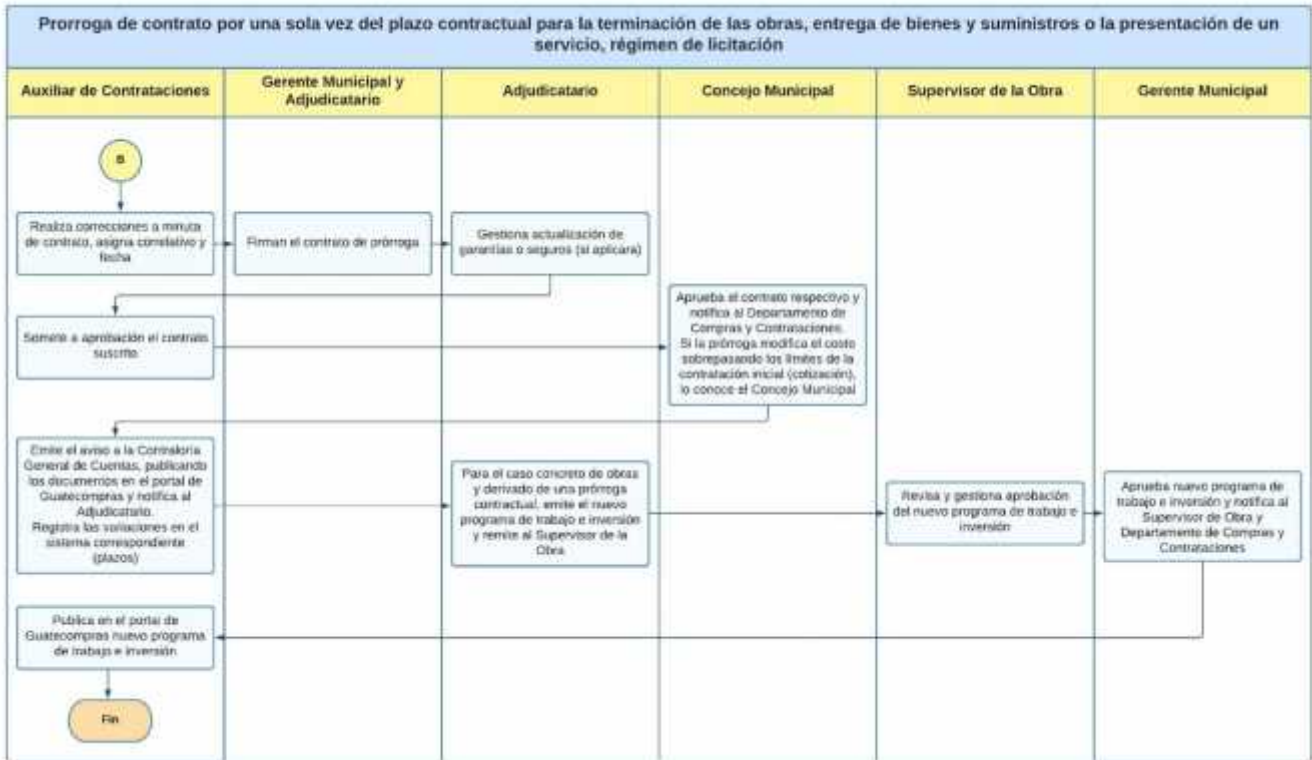 Prorroga de contrato por una sola vez del plazo contractual para la terminación de las obras, entrega de bienes y suministros o la presentación de un
servicio, régimen de licitación
Auxiliar de Contrataciones
Gerente Municipal y
Adjudicatario
Adjudicatario
Concejo Municipal
Supervisor de la Obra
Gerente Municipal
B
Realiza correcciones a minuta
de contrato, asigna correlativo y
fecha
Firman el contrato de prórroga
Gestiona actualización de
garantías o seguros (si aplicara)
Somete a aprobación el contrato
suscrito
Aprueba el contrato respectivo y
notifica al Departamento de
Compras y Contrataciones.
Si la prórroga modifica el costo
sobrepasando los límites de la
contratación inicial (cotización),
lo conoce el Concejo Municipal
Emite el aviso a la Contraloría
General de Cuentas, publicando
los documentos en el portal de
Guatecompras y notifica al
Adjudicatario.
Registra las variaciones en el
sistema correspondiente
(plazos)
Para el caso concreto de obras
y derivado de una prórroga
contractual, emite el nuevo
programa de trabajo e inversión
y remite al Supervisor de la
Obra
Revisa y gestiona aprobación
del nuevo programa de trabajo e
inversión
Aprueba nuevo programa de
trabajo e inversión y notifica al
Supervisor de Obra y
Departamento de Compras y
Contrataciones
Publica en el portal de
Guatecompras nuevo programa
de trabajo e inversión
Fin